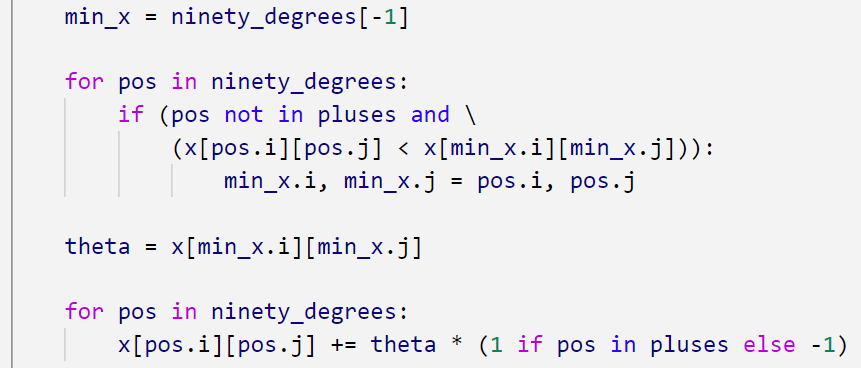 min_x = ninety_degrees[-1]
for pos in ninety_degrees:
if (pos not in pluses and \
(x[pos.i][pos.j] < x[min_x.i][min_x.j])):
min_x.i, min_x.j = pos.i, pos.j
theta = x[min_x.i][min_x.j]
for pos in ninety_degrees:
x[pos.i][pos.j] += theta * (1 if pos in pluses else -1)